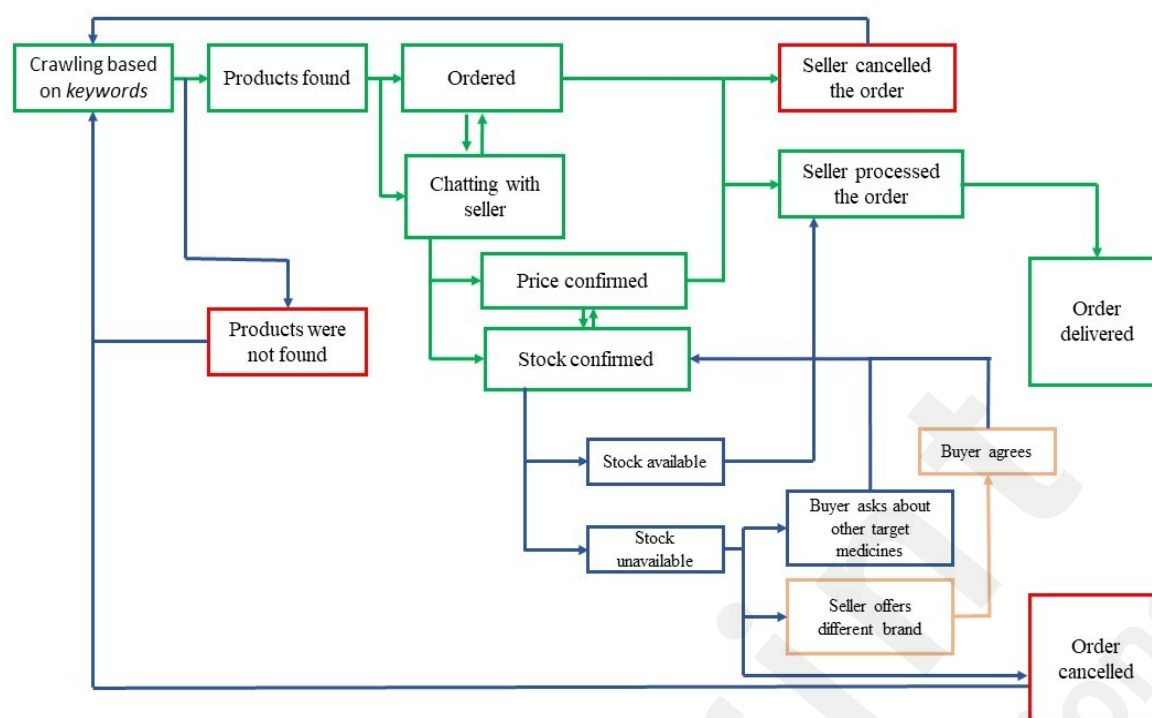 Crawling based
on keywords
Products found
Ordered
Seller cancelled
the order
Chatting with
seller
Seller processed
the order
Price confirmed
Order
delivered
Products were
not found
Stock confirmed
Buyer agrees
Stock available
Buyer asks about
other target
medicines
Stock
unavailable
Seller offers
different brand
Order
cancelled